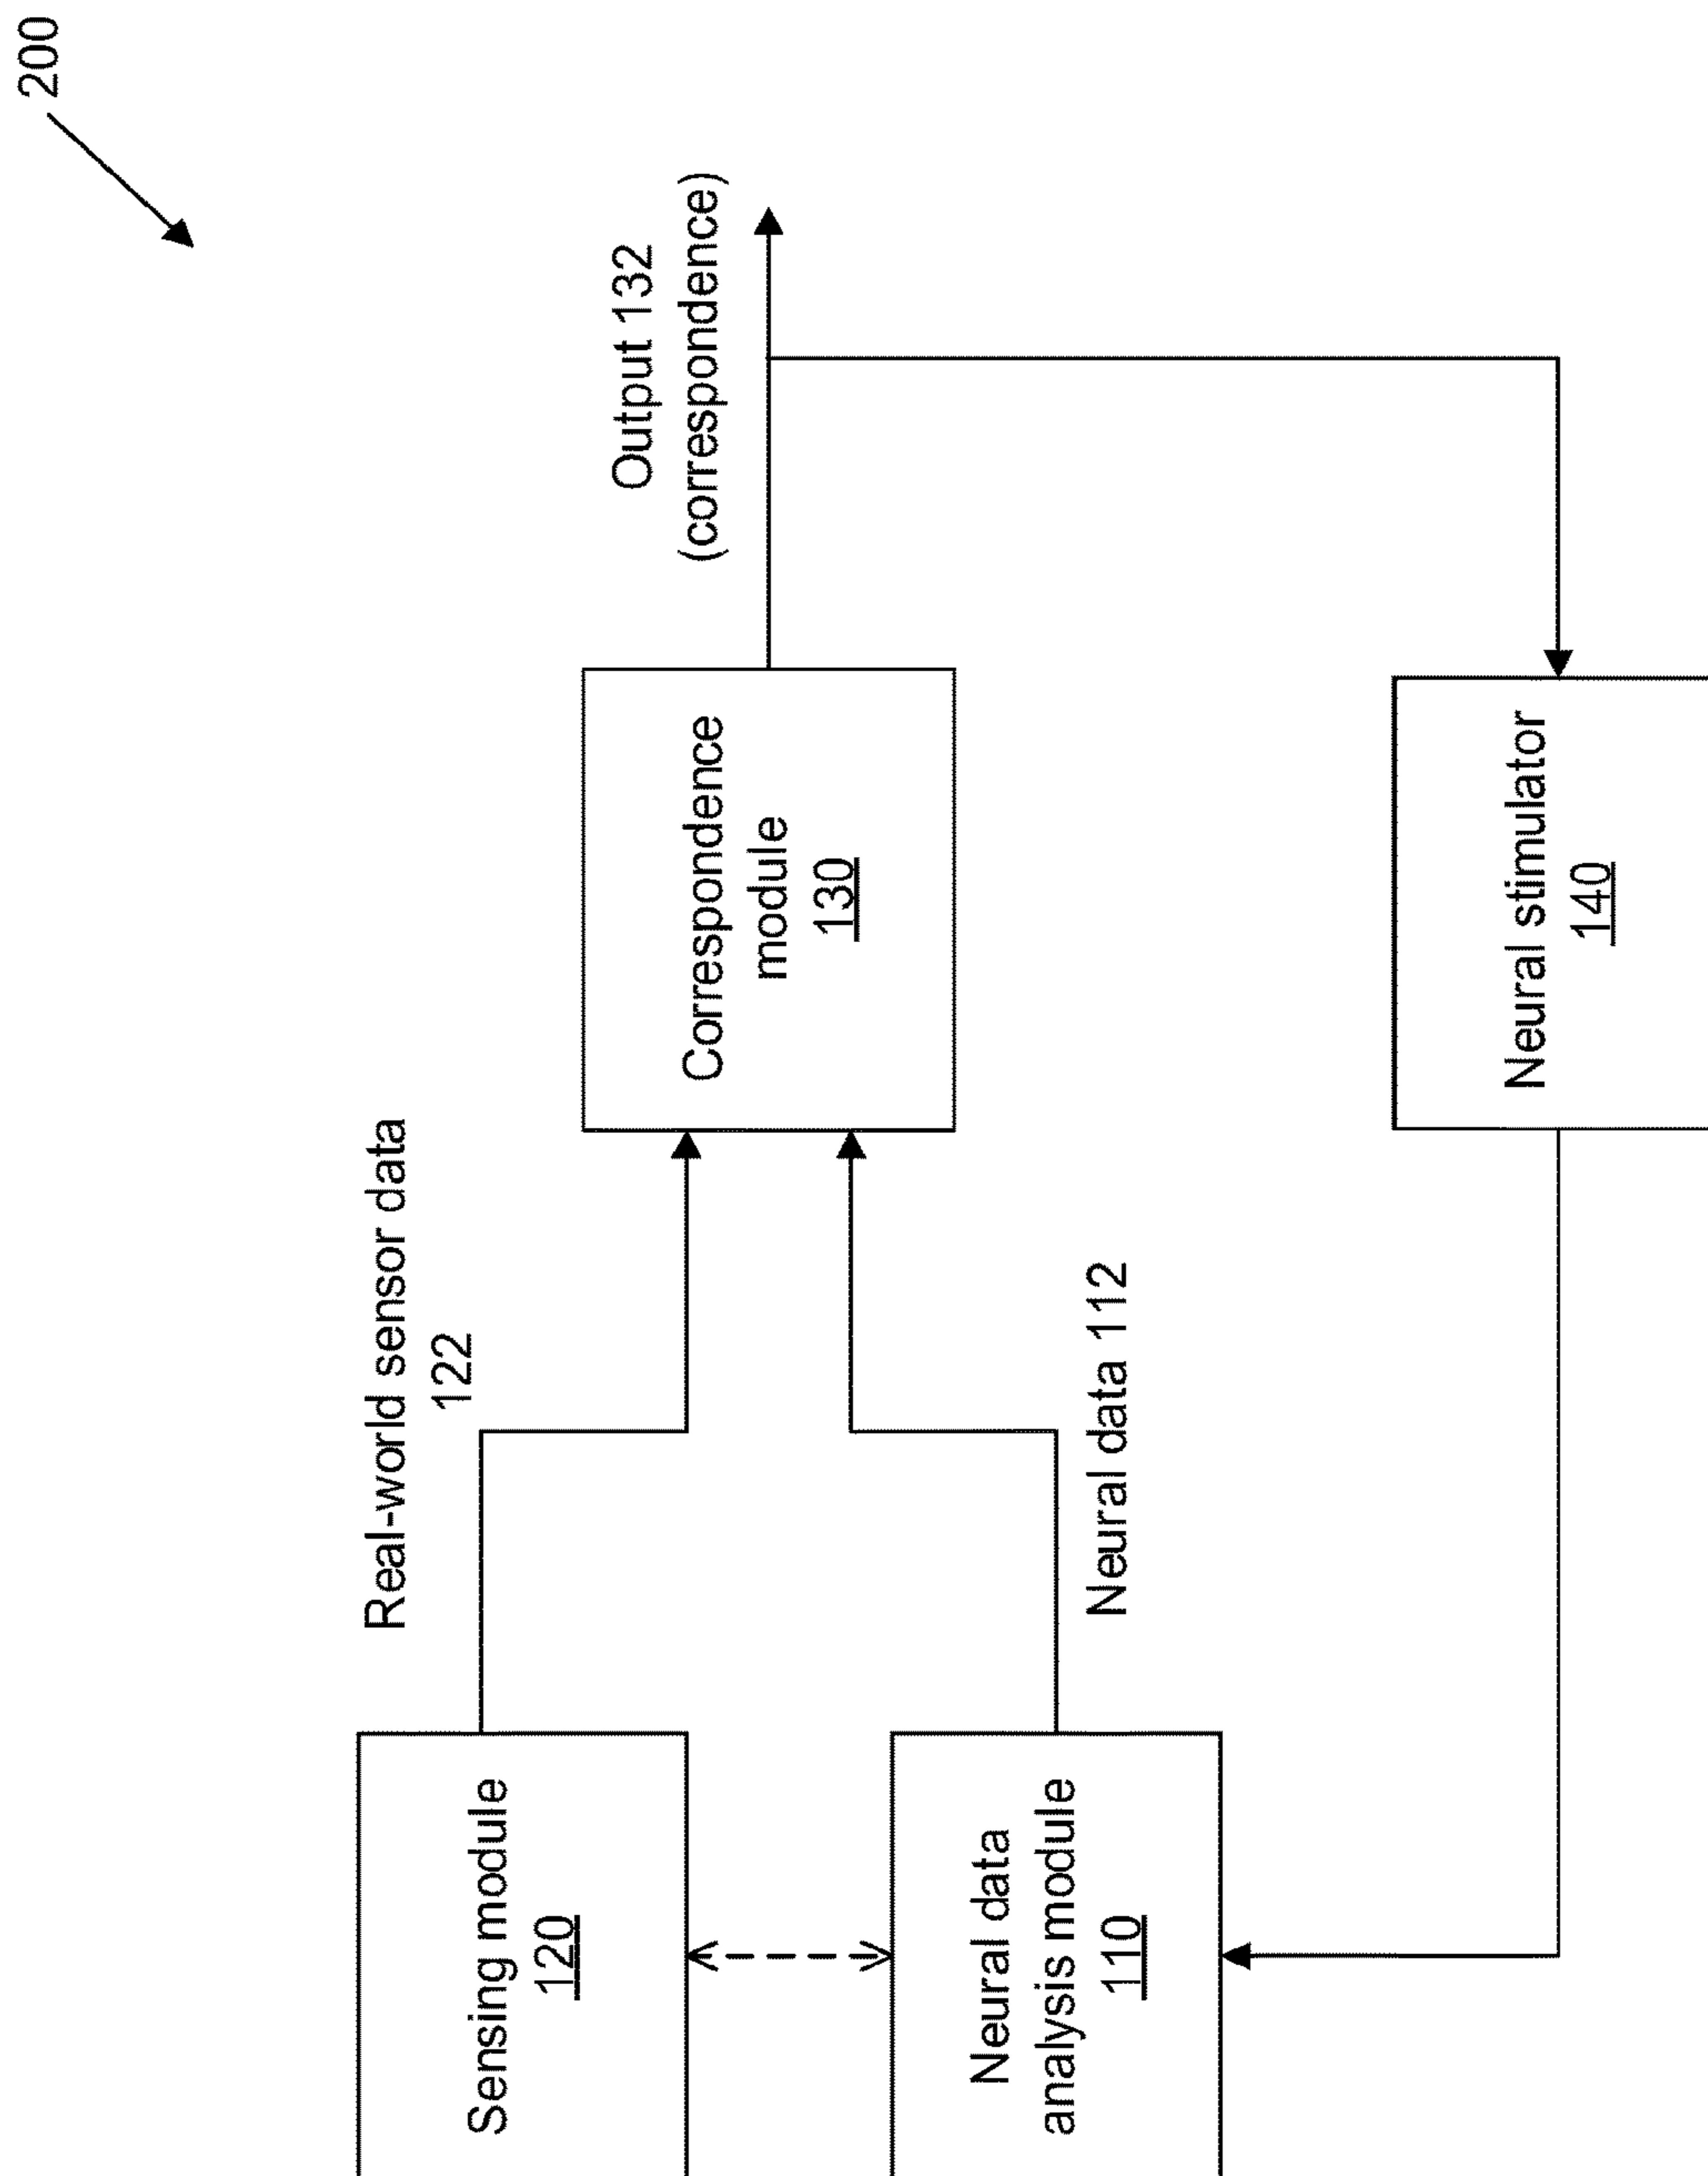 200
Real-world sensor data
122
Output 132
(correspondence)
Sensing module
120
Correspondence
module
130
Neural data
analysis module
110
Neural data 112
Neural stimulator
140